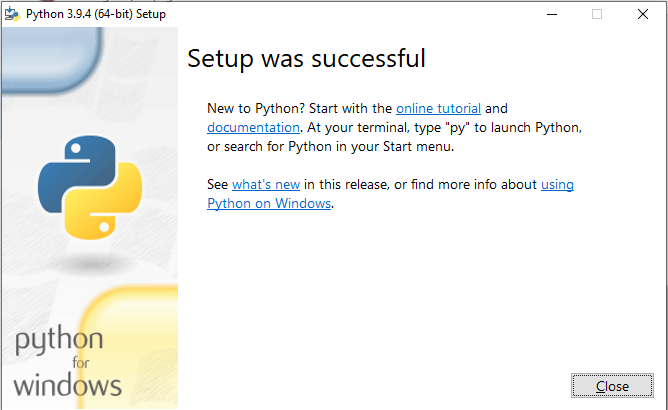 Python 3.9.4 (64-bit) Setup
Setup was successful
New to Python? Start with the online tutorial and
documentation. At your terminal, type "py" to launch Python,
or search for Python in your Start menu.
See what's new in this release, or find more info about using
Python on Windows.
python
for
windows
Close